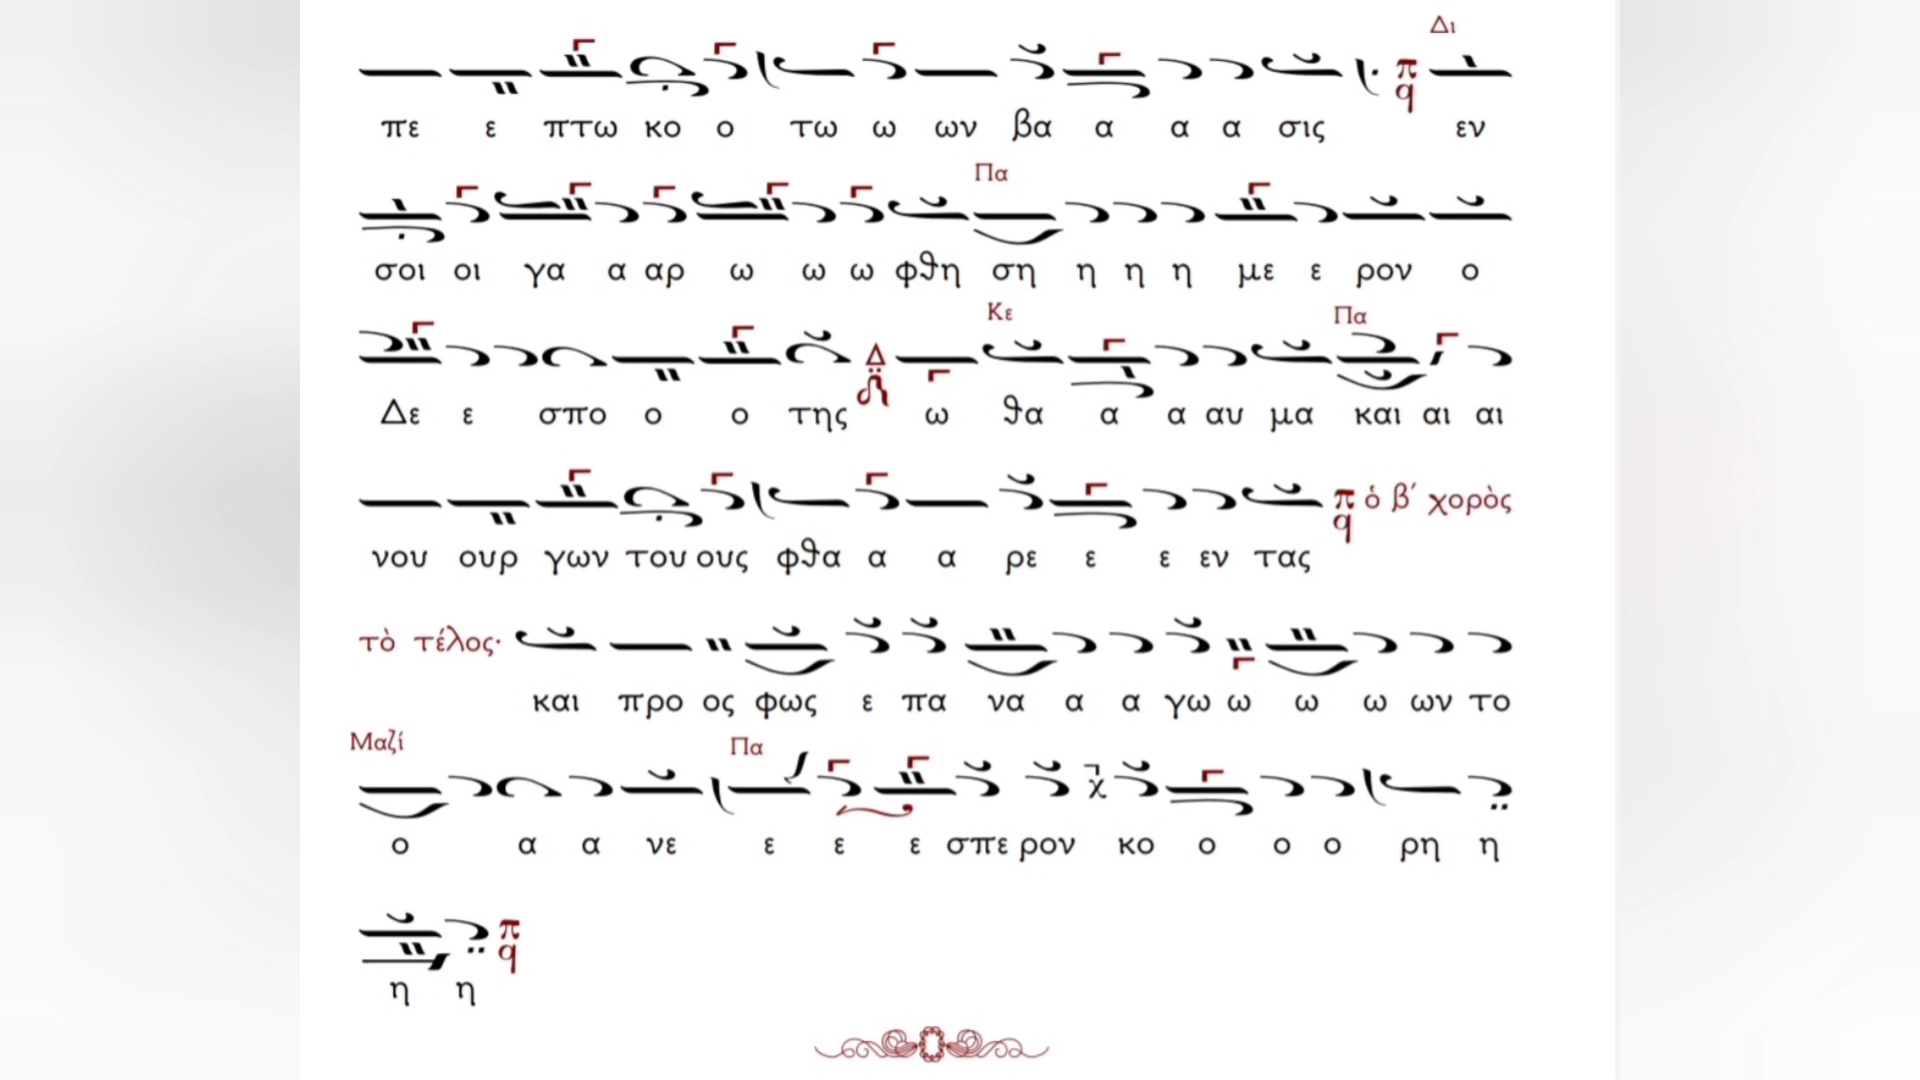 Δι
π
q
πε ε πτω κο ο τω ω ων βα α α α σις εν
Πα
σοι οι γα α αρ ω ω ω φθη ση η η η με ε ρον ο
Κε Πα
Δ
Δε ε σπο ο ο της ω θα α α αυ μα και αι αι
π
q ὁ β΄ χορὸς
νου ουρ γων του ους φθα α α ρε ε ε εν τας
τὸ τέλος·
και προ ος φως ε πα να α α γω ω ω ω ων το
Μαζί Πα
χ
ο α α νε ε ε ε σπε ρον κο ο ο ο ρη η
π
q
η η